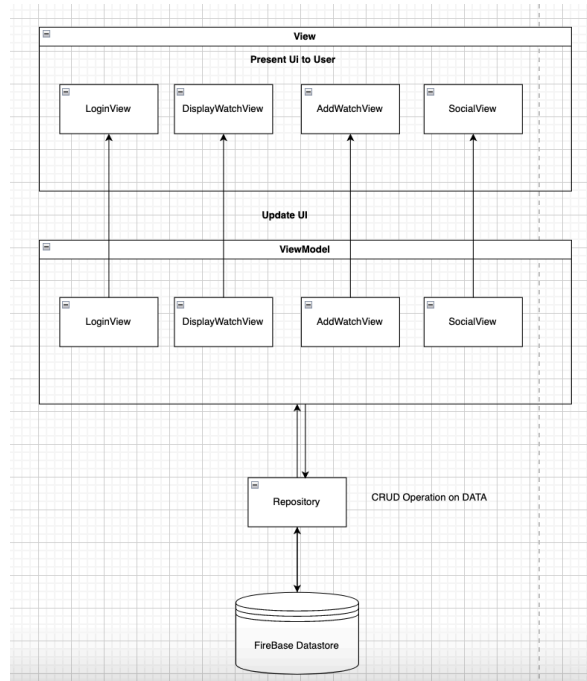 View
Present Ui to User
LoginView
DisplayWatchView
AddWatchView
SocialView
Update UI
ViewModel
LoginView
DisplayWatchView
AddWatchView
SocialView
Repository
CRUD Operation on DATA
FireBase Datastore